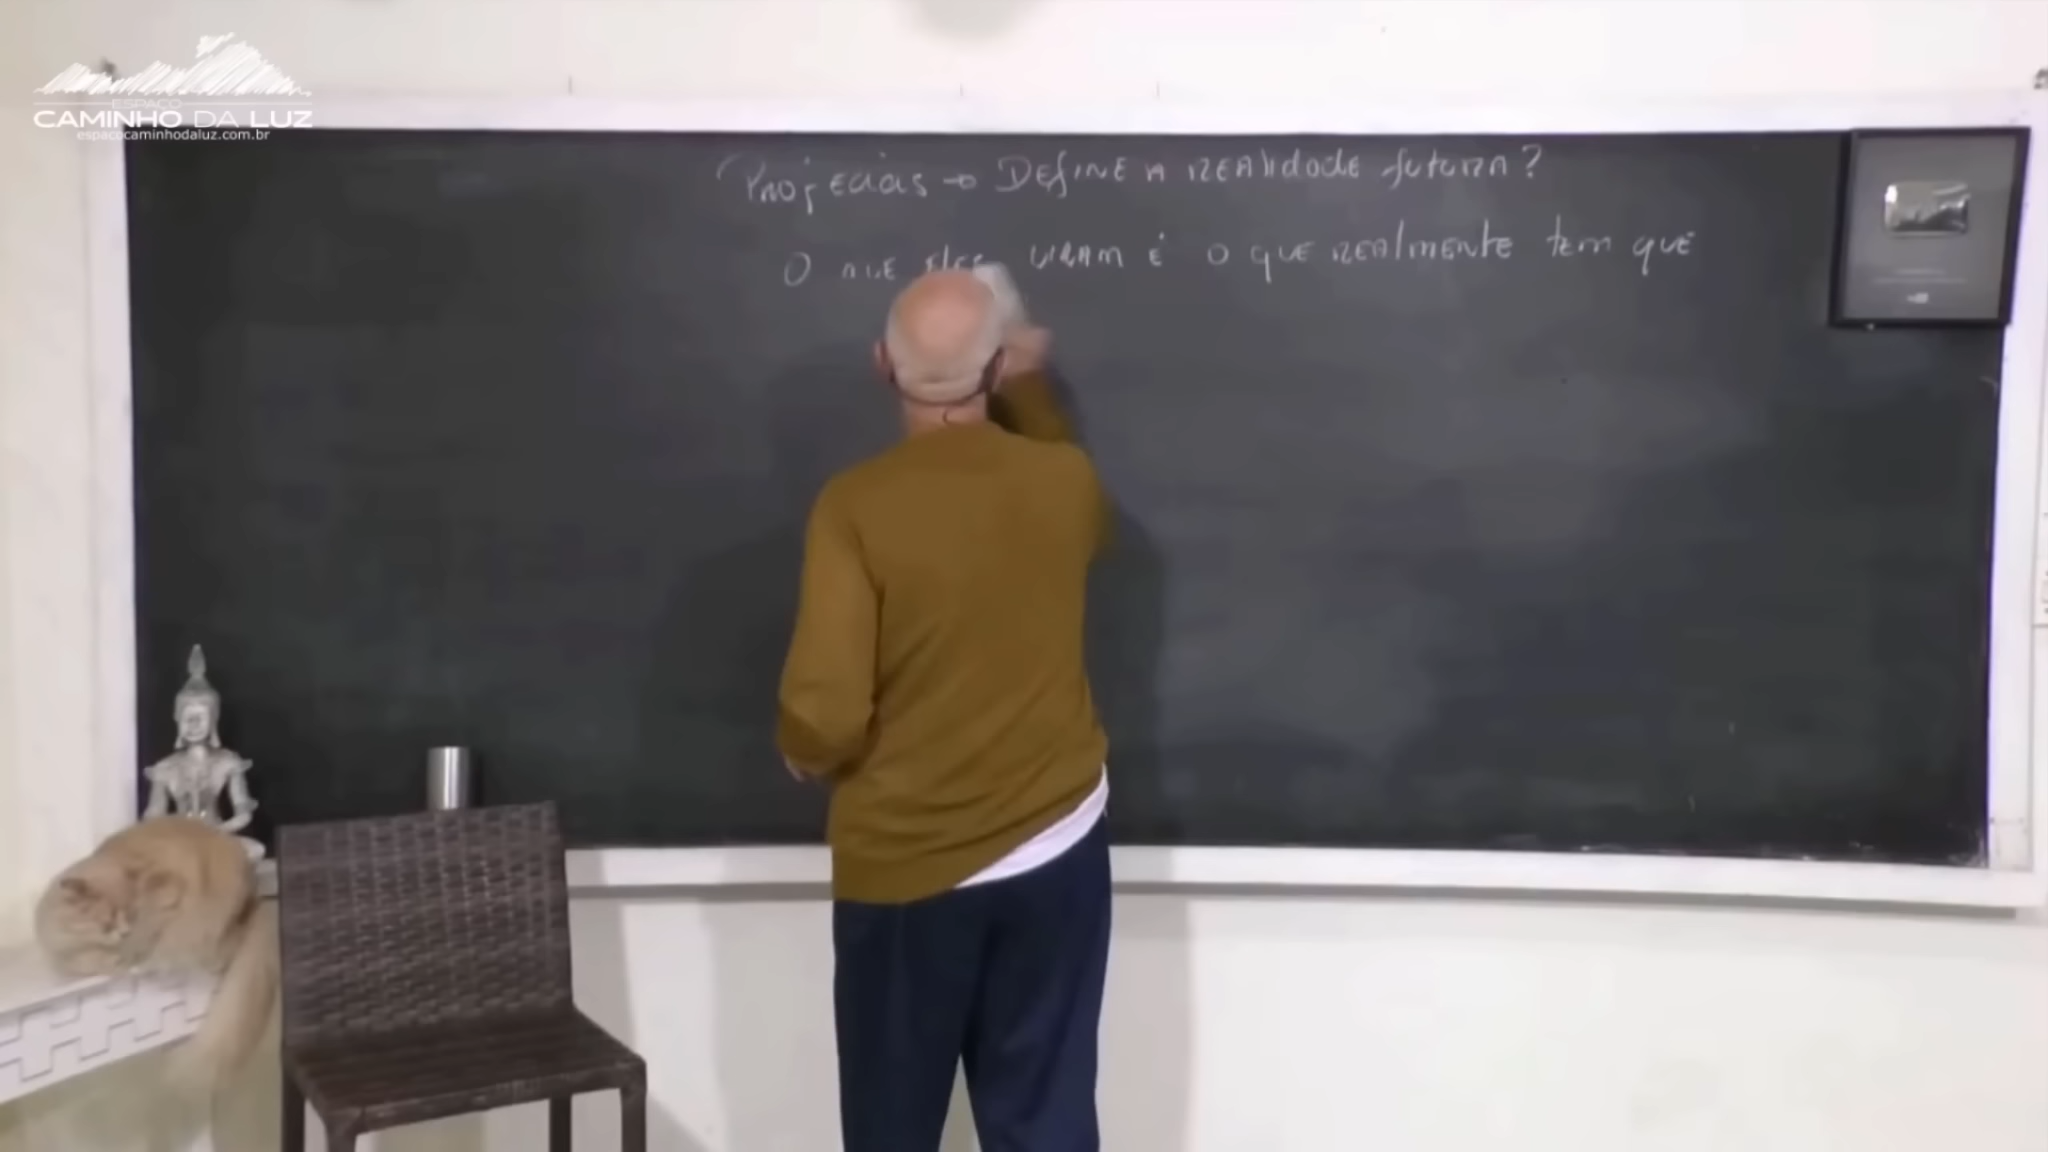 ESPAÇO
CAMINHO DA LUZ
espacocaminhodaluz.com.br
Profecias → Define a realidade futura?
O que eles viram é o que realmente tem que